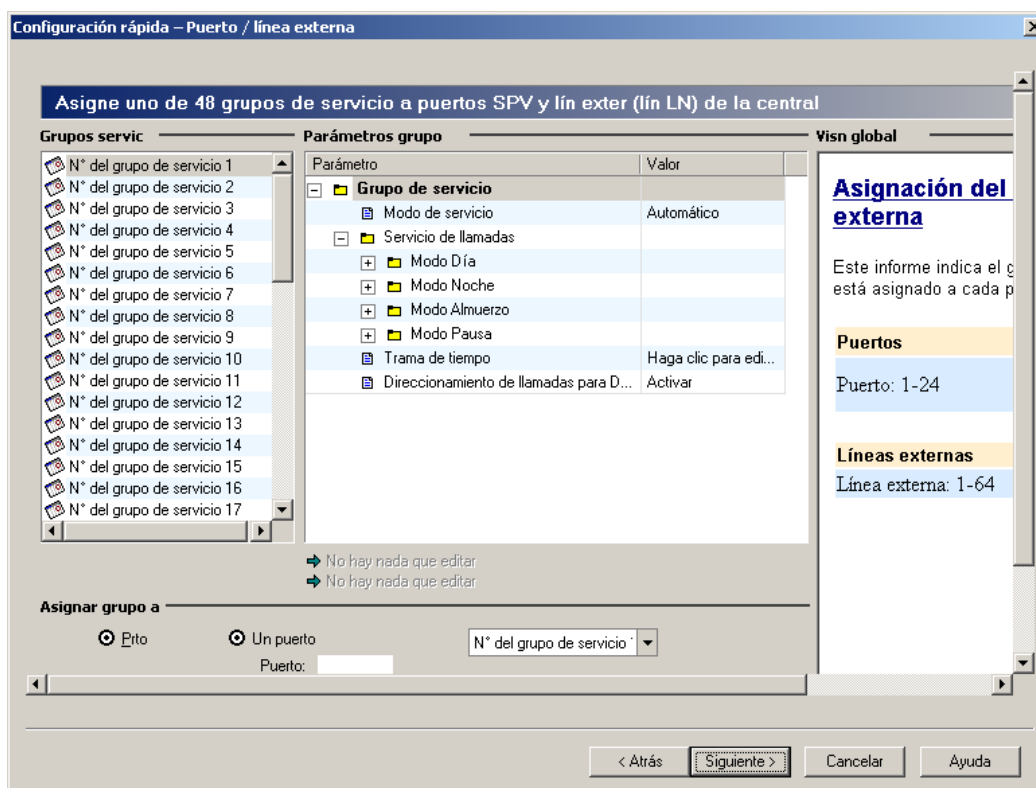 Configuración rápida – Puerto / línea externa
Asigne uno de 48 grupos de servicio a puertos SPV y lín exter (lín LN) de la central
Grupos servic
N° del grupo de servicio 1
N° del grupo de servicio 2
N° del grupo de servicio 3
N° del grupo de servicio 4
N° del grupo de servicio 5
N° del grupo de servicio 6
N° del grupo de servicio 7
N° del grupo de servicio 8
N° del grupo de servicio 9
N° del grupo de servicio 10
N° del grupo de servicio 11
N° del grupo de servicio 12
N° del grupo de servicio 13
N° del grupo de servicio 14
N° del grupo de servicio 15
N° del grupo de servicio 16
N° del grupo de servicio 17
Parámetros grupo
Parámetro Valor
Grupo de servicio
Modo de servicio Automático
Servicio de llamadas
Modo Día
Modo Noche
Modo Almuerzo
Modo Pausa
Trama de tiempo Haga clic para edi...
Direccionamiento de llamadas para D... Activar
No hay nada que editar
No hay nada que editar
Visn global
Asignación del
externa
Este informe indica el
está asignado a cada
Puertos
Puerto: 1-24
Líneas externas
Línea externa: 1-64
Asignar grupo a
Prto
Un puerto
N° del grupo de servicio
Puerto:
< Atrás
Siguiente >
Cancelar
Ayuda